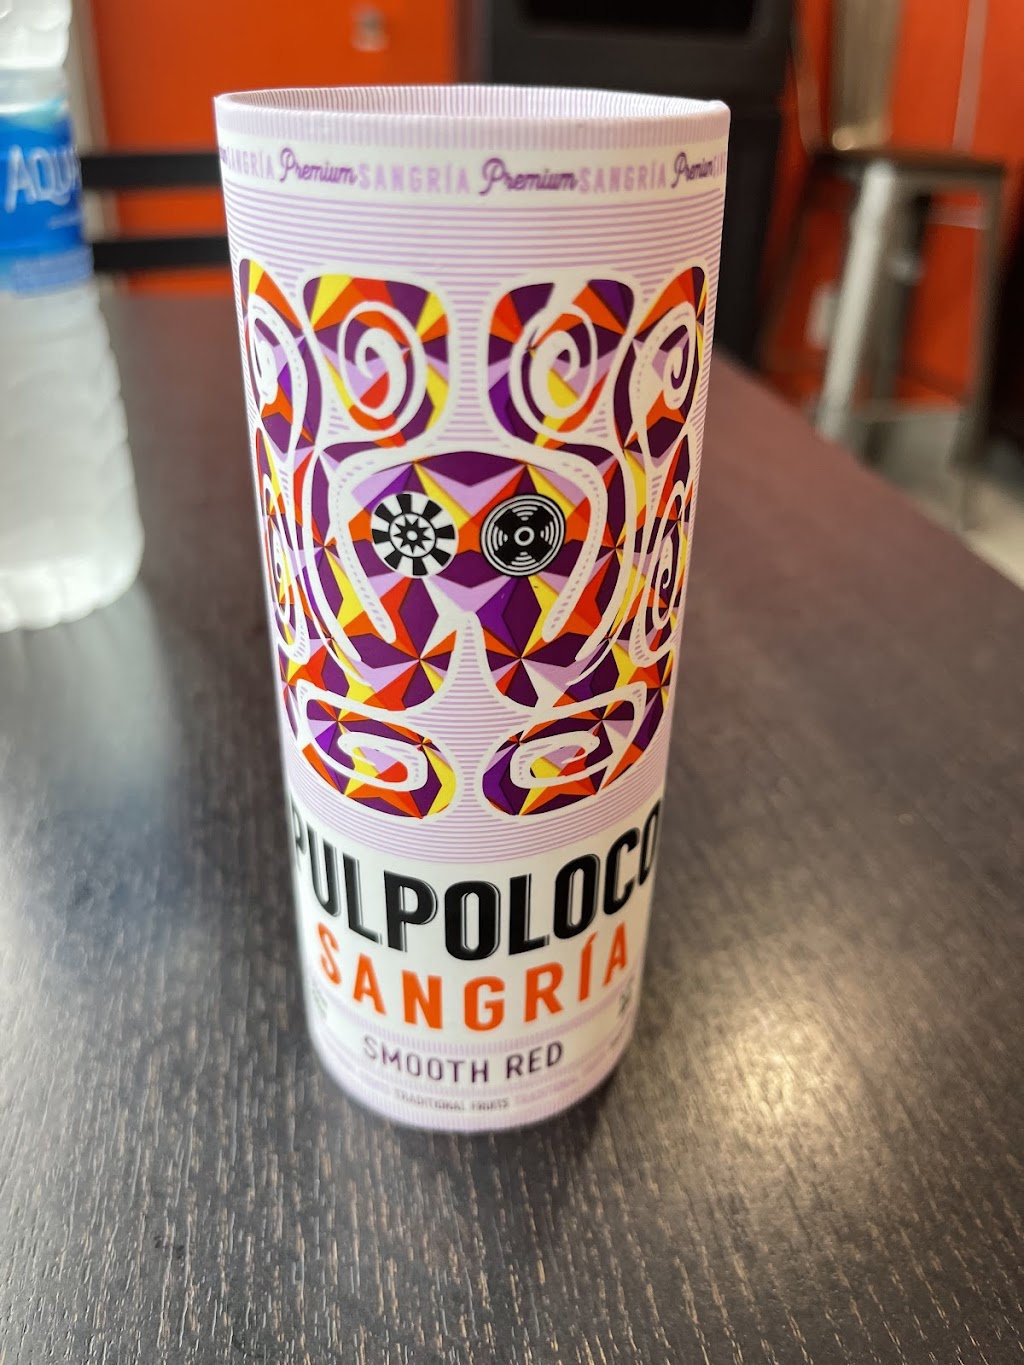 SANGRÍA Premium SANGRÍA Premium SANGRÍA Premium
AQUA
PULPOLOCO
SANGRÍA
SMOOTH RED
TRADITIONAL FRUITS